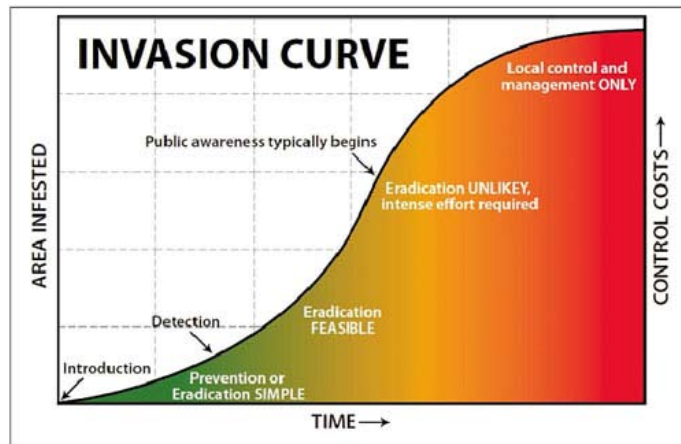 INVASION CURVE
Local control and
management ONLY
Public awareness typically begins
Eradication UNLIKEY,
intense effort required
AREA INFESTED
CONTROL COSTS →
Detection
Eradication
FEASIBLE
Introduction
Prevention or
Eradication SIMPLE
TIME →